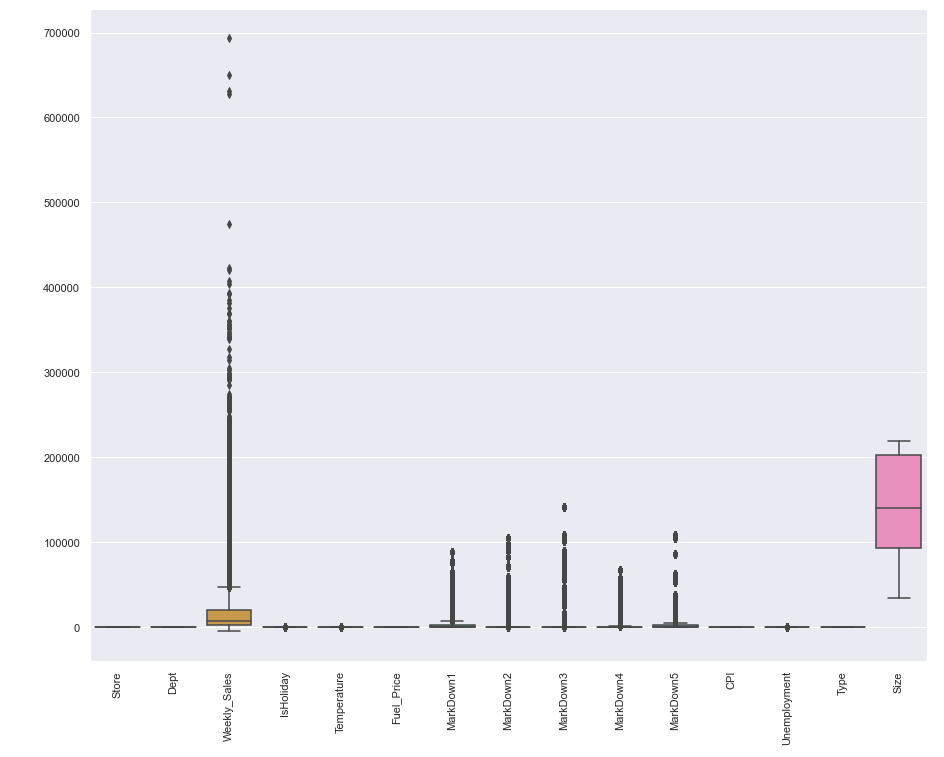 700000
600000
500000
400000
300000
200000
100000
0
Store
Dept
Weekly_Sales
IsHoliday
Temperature
Fuel_Price
MarkDown1
MarkDown2
MarkDown3
MarkDown4
MarkDown5
CPI
Unemployment
Type
Size